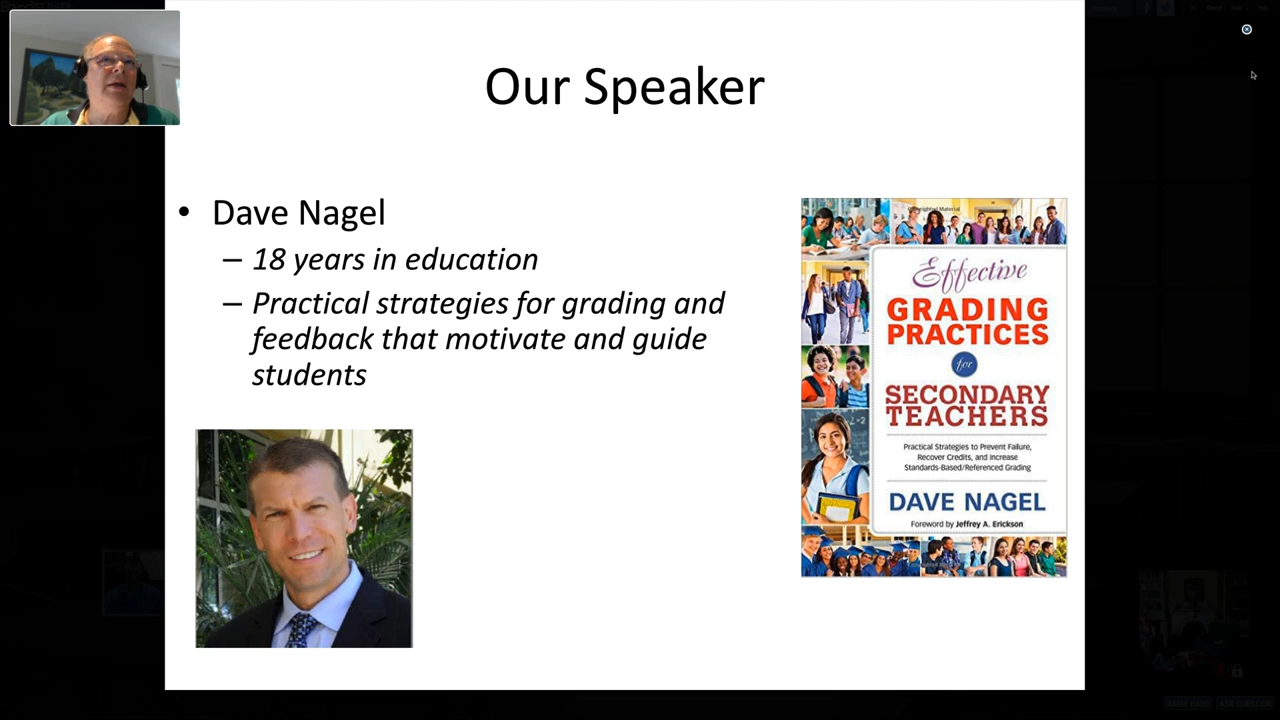 Our Speaker
• Dave Nagel
– 18 years in education
– Practical strategies for grading and
feedback that motivate and guide
students
Effective
GRADING
PRACTICES
for
SECONDARY
TEACHERS
Practical Strategies to Prevent Failure,
Recover Credits, and Increase
Standards-Based/Referenced Grading
DAVE NAGEL
Foreword by Jeffrey A. Erickson